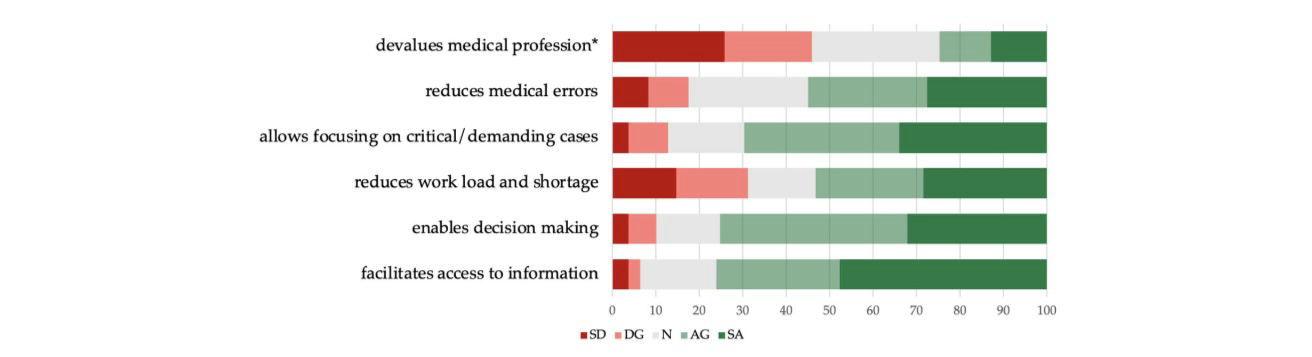 devalues medical profession*
reduces medical errors
allows focusing on critical/demanding cases
reduces work load and shortage
enables decision making
facilitates access to information
0 10 20 30 40 50 60 70 80 90 100
SD DG N AG SA